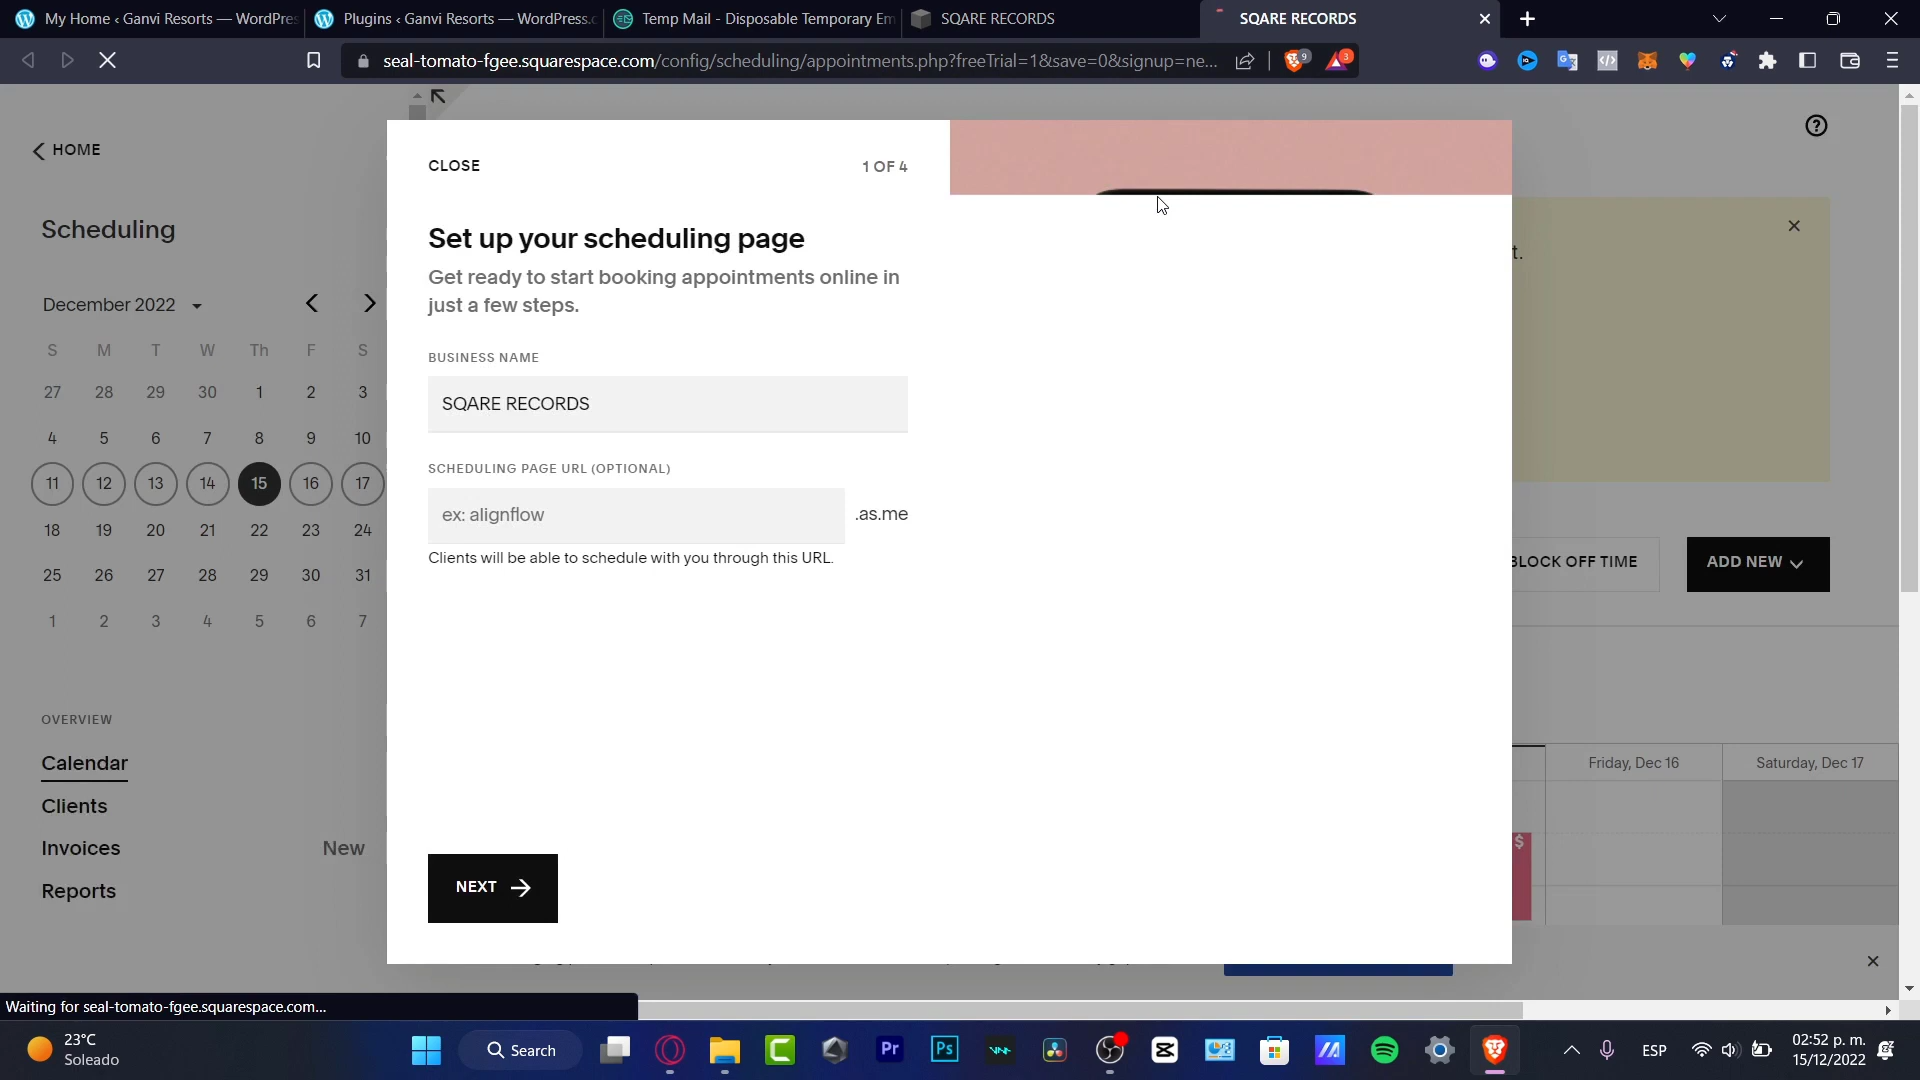 My Home ‹ Ganvi Resorts — WordPres
Plugins ‹ Ganvi Resorts — WordPress.c
Temp Mail - Disposable Temporary Em
SQARE RECORDS
SQARE RECORDS
seal-tomato-fgee.squarespace.com/config/scheduling/appointments.php?freeTrial=1&save=0&signup=ne...
9
3
HOME
CLOSE
1 OF 4
Scheduling
Set up your scheduling page
Get ready to start booking appointments online in
just a few steps.
t.
December 2022
S M T W Th F S
27 28 29 30 1 2 3
4 5 6 7 8 9 10
11 12 13 14 15 16 17
18 19 20 21 22 23 24
25 26 27 28 29 30 31
1 2 3 4 5 6 7
BUSINESS NAME
SQARE RECORDS
SCHEDULING PAGE URL (OPTIONAL)
ex: alignflow
.as.me
Clients will be able to schedule with you through this URL.
BLOCK OFF TIME
ADD NEW
OVERVIEW
Calendar
Clients
Invoices
New
Reports
Friday, Dec 16
Saturday, Dec 17
$
NEXT
Waiting for seal-tomato-fgee.squarespace.com...
23°C
Soleado
Search
Pr
Ps
ESP
02:52 p. m.
15/12/2022